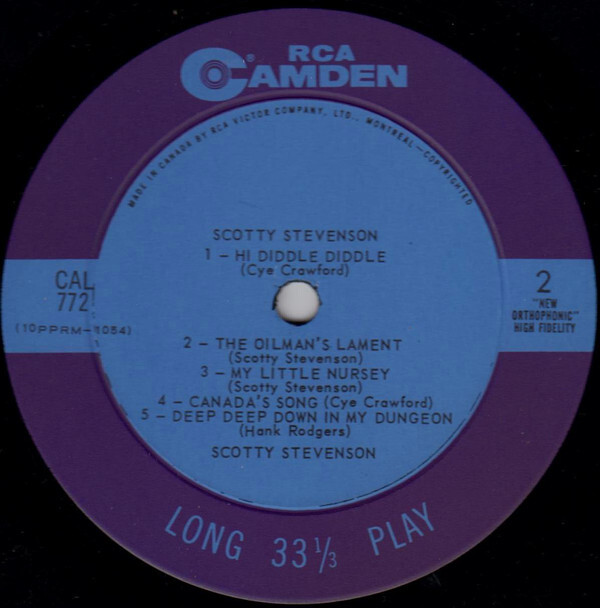 RCA
CAMDEN®
MADE IN CANADA BY RCA VICTOR COMPANY, LTD., MONTREAL—COPYRIGHTED
SCOTTY STEVENSON
1 – HI DIDDLE DIDDLE
(Cye Crawford)
CAL
772
(10PPRM–1054)
2
"NEW
ORTHOPHONIC"
HIGH FIDELITY
2 – THE OILMAN'S LAMENT
(Scotty Stevenson)
3 – MY LITTLE NURSEY
(Scotty Stevenson)
4 – CANADA'S SONG (Cye Crawford)
5 – DEEP DEEP DOWN IN MY DUNGEON
(Hank Rodgers)
SCOTTY STEVENSON
LONG 33 1/3 PLAY